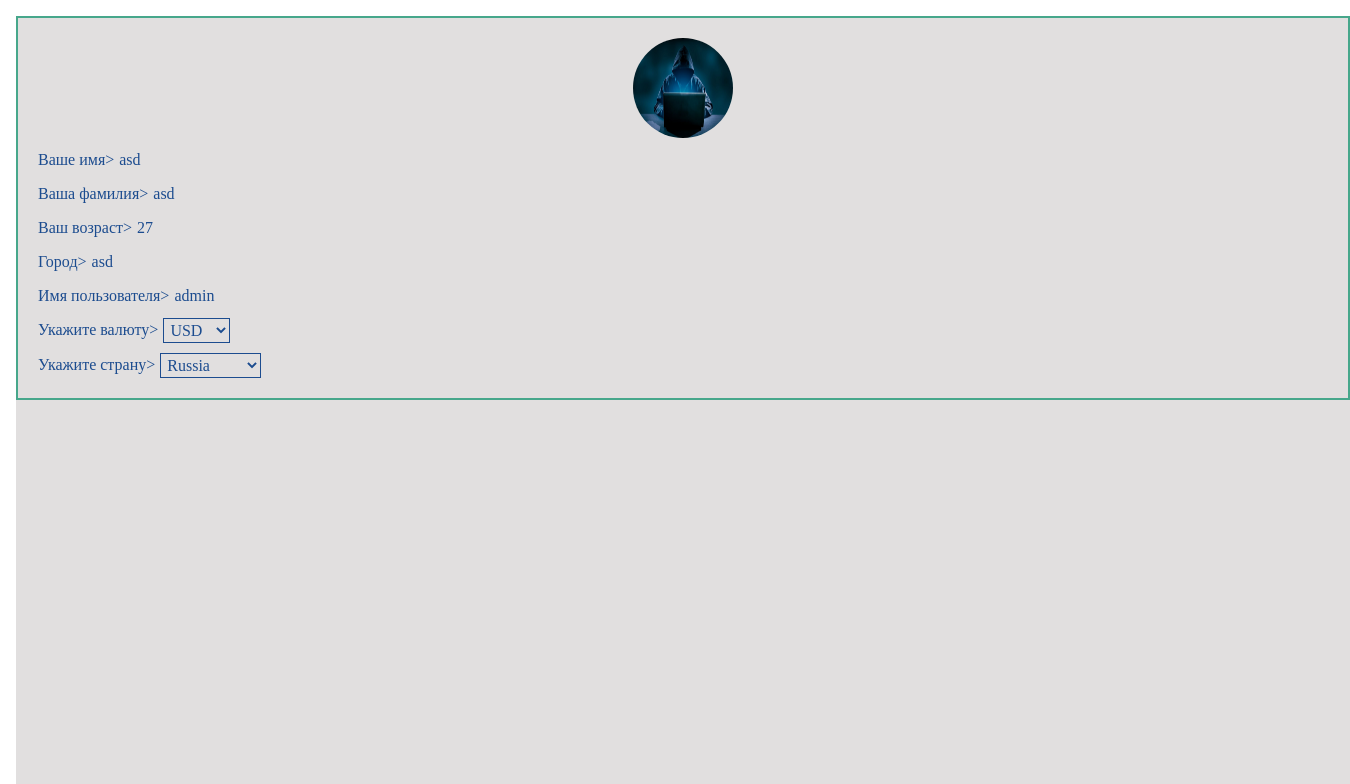 Ваше имя> asd
Ваша фамилия> asd
Ваш возраст> 27
Город> asd
Имя пользователя> admin
Укажите валюту> USD
Укажите страну> Russia